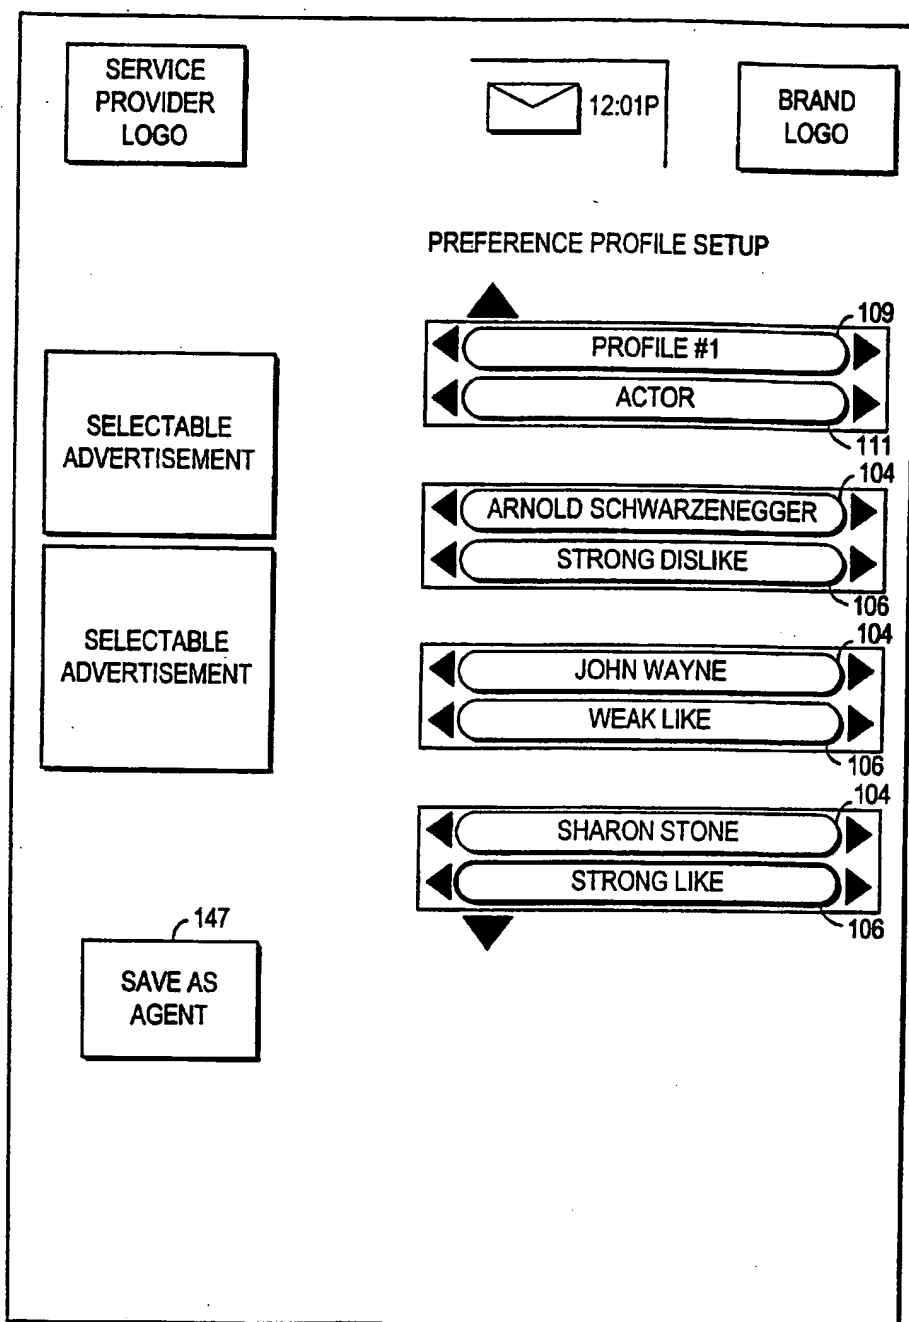 SERVICE
PROVIDER
LOGO
12:01P
BRAND
LOGO
PREFERENCE PROFILE SETUP
109
PROFILE #1
ACTOR
111
SELECTABLE
ADVERTISEMENT
104
ARNOLD SCHWARZENEGGER
STRONG DISLIKE
106
SELECTABLE
ADVERTISEMENT
104
JOHN WAYNE
WEAK LIKE
106
104
SHARON STONE
STRONG LIKE
106
147
SAVE AS
AGENT